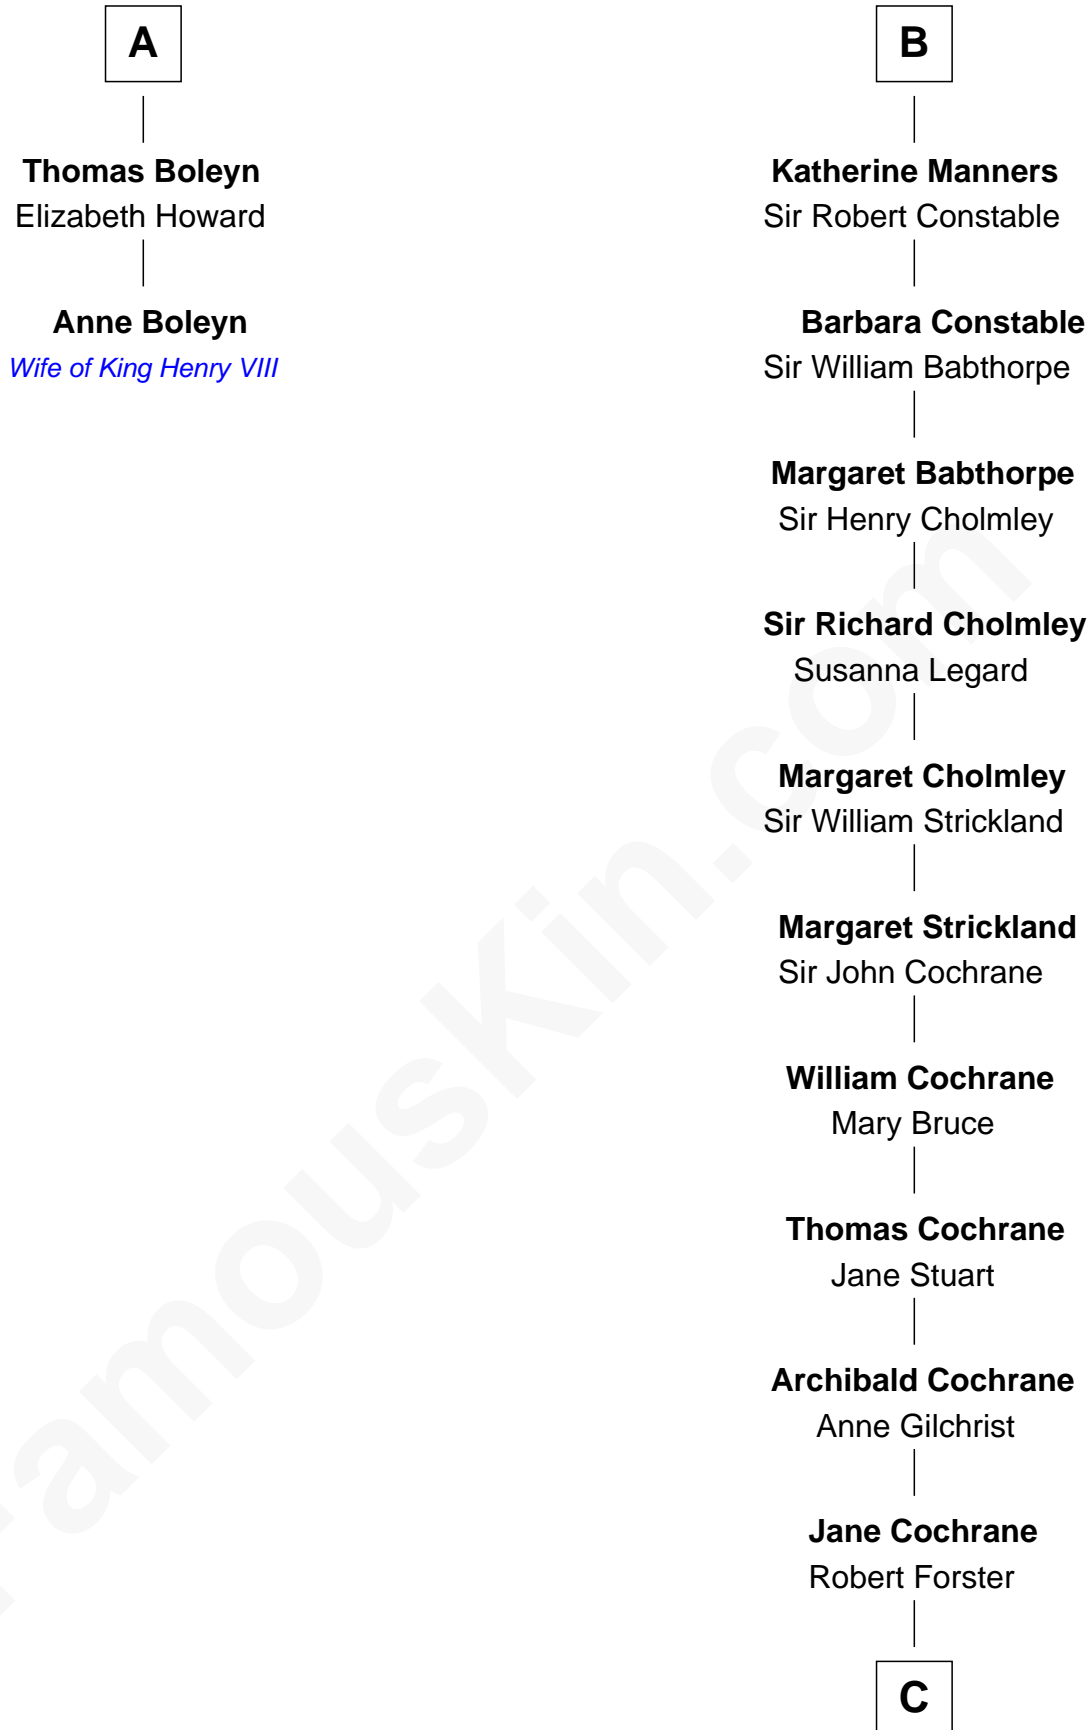 A
Thomas Boleyn
Elizabeth Howard
Anne Boleyn
Wife of King Henry VIII
B
Katherine Manners
Sir Robert Constable
Barbara Constable
Sir William Babthorpe
Margaret Babthorpe
Sir Henry Cholmley
Sir Richard Cholmley
Susanna Legard
Margaret Cholmley
Sir William Strickland
Margaret Strickland
Sir John Cochrane
William Cochrane
Mary Bruce
Thomas Cochrane
Jane Stuart
Archibald Cochrane
Anne Gilchrist
Jane Cochrane
Robert Forster
C
FamousKin.com